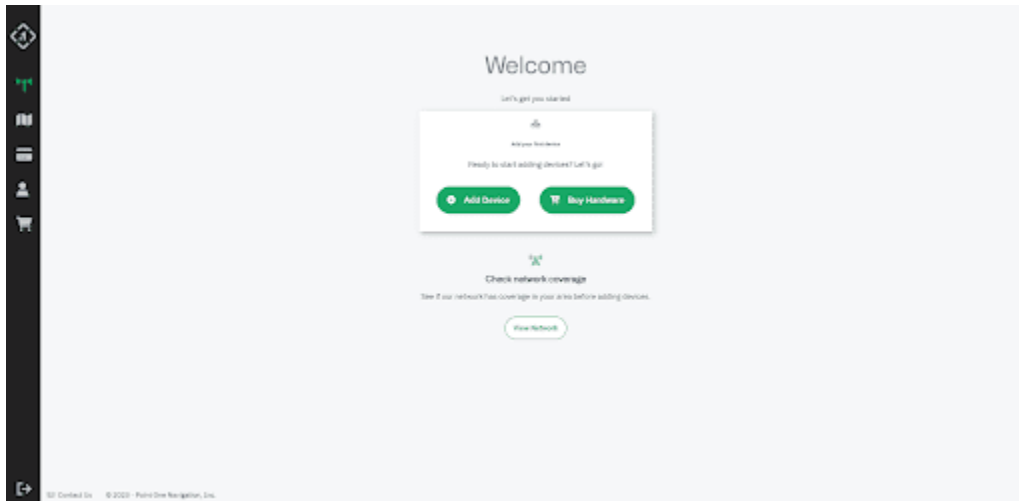 Welcome
Let's get you started
Add your first device
Ready to start adding devices? Let's go!
Add Device
Buy Hardware
Check network coverage
See if our network has coverage in your area before adding devices.
View Network
Contact Us © 2023 - Point One Navigation, Inc.